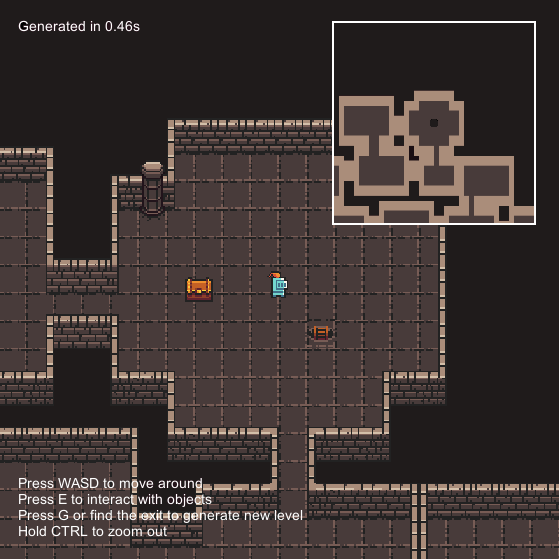 Generated in 0.46s
Press WASD to move around
Press E to interact with objects
Press G or find the exit to generate new level
Hold CTRL to zoom out